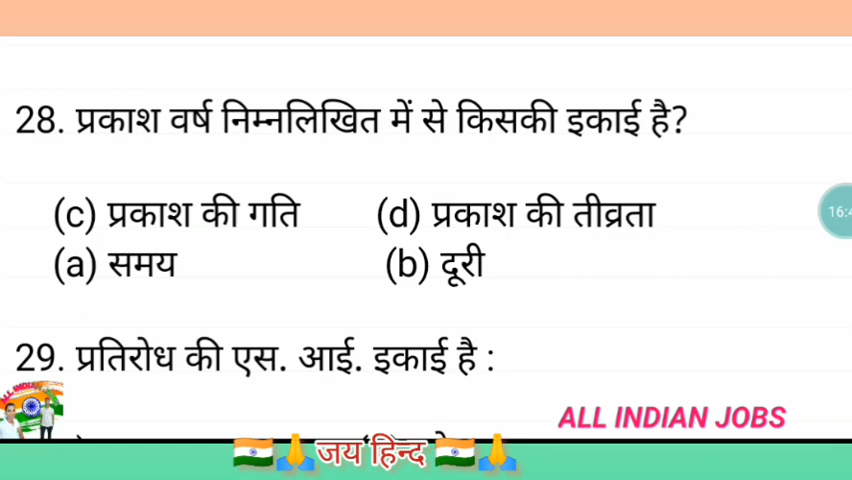 28. प्रकाश वर्ष निम्नलिखित में से किसकी इकाई है?
(c) प्रकाश की गति (d) प्रकाश की तीव्रता
(a) समय (b) दूरी
29. प्रतिरोध की एस. आई. इकाई है :
ALL INDIAN JOBS
🇮🇳🙏जय हिन्द 🇮🇳🙏